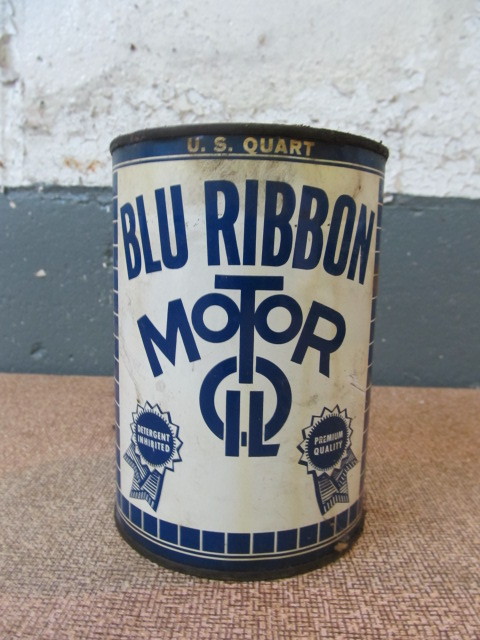 U. S. QUART
BLU RIBBON
MOTOR
OIL
DETERGENT
INHIBITED
PREMIUM
QUALITY